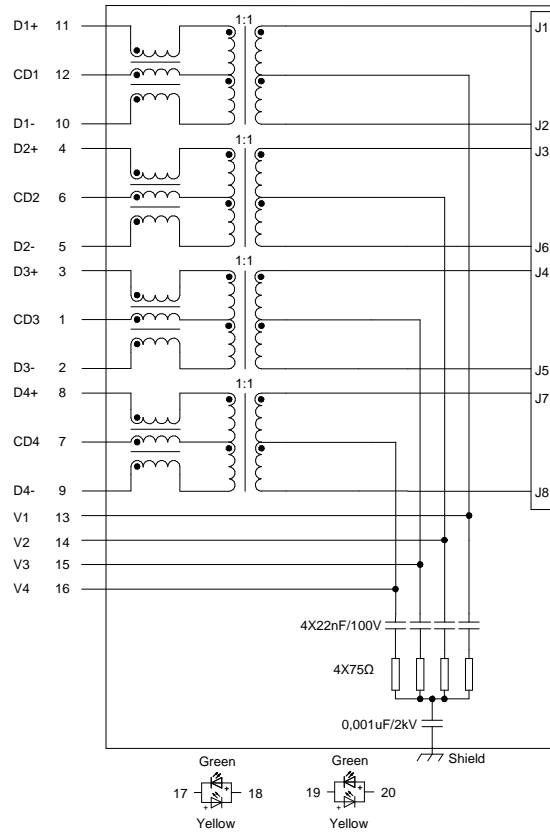 1:1
D1+ 11 J1
CD1 12
D1- 10 J2
1:1
D2+ 4 J3
CD2 6
D2- 5 J6
1:1
D3+ 3 J4
CD3 1
D3- 2 J5
1:1
D4+ 8 J7
CD4 7
D4- 9 J8
V1 13
V2 14
V3 15
V4 16
4X22nF/100V
4X75Ω
0,001uF/2kV
Shield
Green Green
17 + 18 19 + 20
+ +
Yellow Yellow